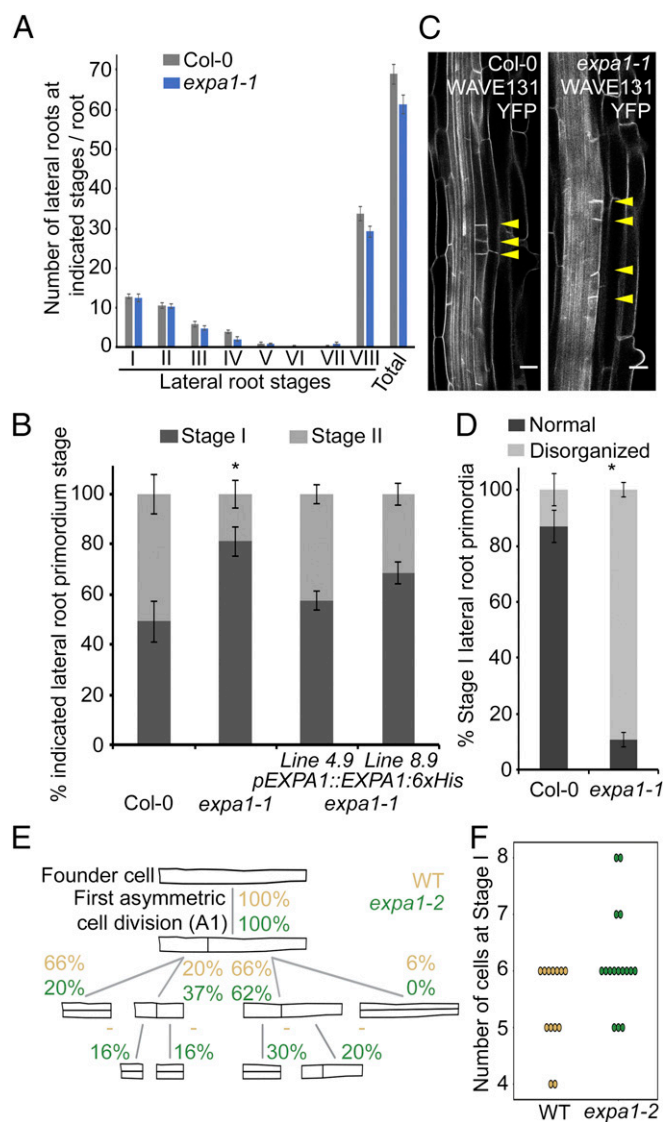 A
Col-0
expa1-1
Number of lateral roots at
indicated stages / root
70
60
50
40
30
20
10
0
I II III IV V VI VII VIII Total
Lateral root stages
C
Col-0
WAVE131
YFP
expa1-1
WAVE131
YFP
B
Stage I
Stage II
% indicated lateral root primordium stage
100
80
60
40
20
0
*
Col-0
expa1-1
Line 4.9 Line 8.9
pEXPA1::EXPA1:6xHis
expa1-1
D
Normal
Disorganized
% Stage I lateral root primordia
100
80
60
40
20
0
*
Col-0 expa1-1
E
Founder cell
First asymmetric
cell division (A1)
100%
100%
WT
expa1-2
66% 20% 66% 6%
20% 37% 62% 0%
- - -
16% 16% 30% 20%
F
Number of cells at Stage I
8
7
6
5
4
WT expa1-2